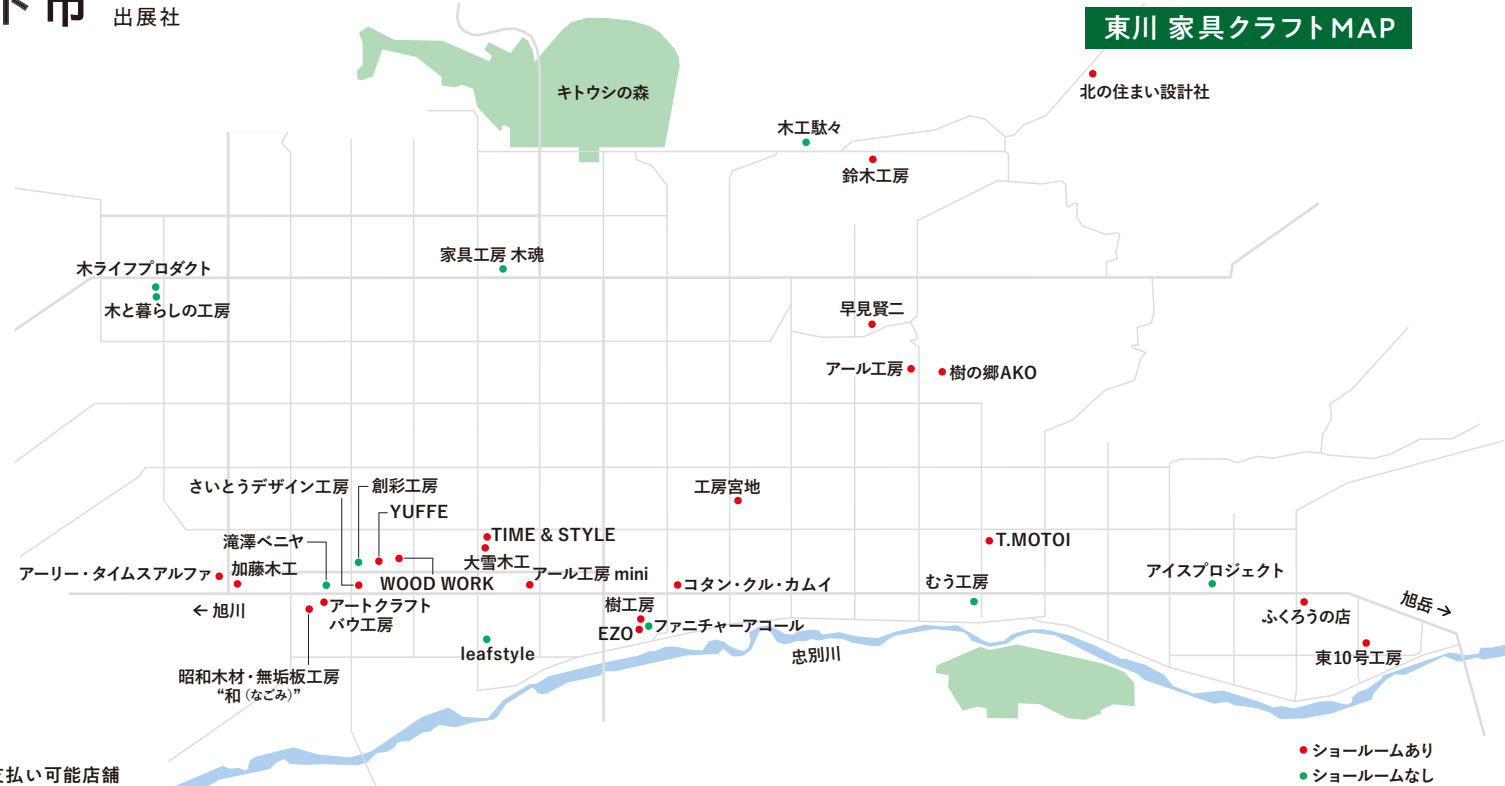 ト市 出展社
東川 家具クラフトMAP
キトウシの森
北の住まい設計社
木工駄々
鈴木工房
家具工房 木魂
木ライフプロダクト
木と暮らしの工房
早見賢二
アール工房
樹の郷AKO
さいとうデザイン工房
創彩工房
YUFFE
工房宮地
滝澤ベニヤ
TIME & STYLE
大雪木工
T.MOTOI
アーリー・タイムスアルファ
加藤木工
WOOD WORK
アール工房 mini
コタン・クル・カムイ
むう工房
アイスプロジェクト
← 旭川
アートクラフト
バウ工房
樹工房
EZO
ファニチャーアコール
ふくろうの店
旭岳 →
leafstyle
忠別川
東10号工房
昭和木材・無垢板工房
“和（なごみ）”
ショールームあり
ショールームなし
支払い可能店舗